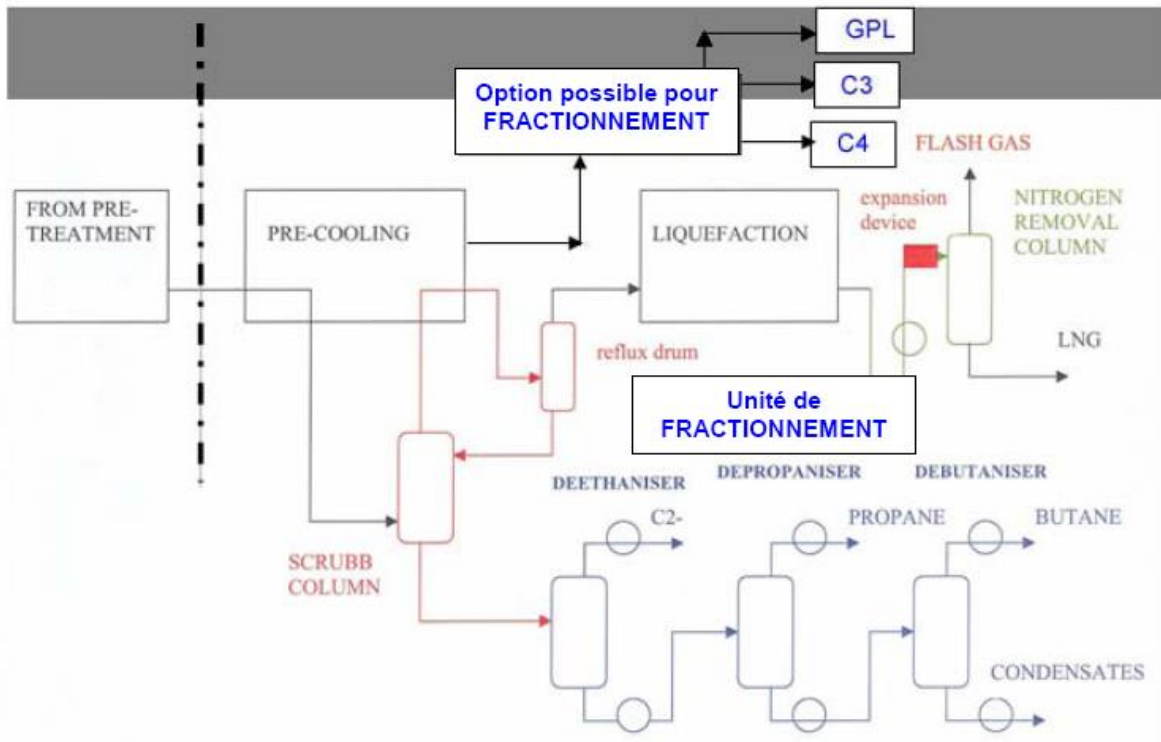 GPL
Option possible pour
FRACTIONNEMENT
C3
C4
FLASH GAS
FROM PRE-
TREATMENT
PRE-COOLING
LIQUEFACTION
expansion
device
NITROGEN
REMOVAL
COLUMN
reflux drum
LNG
Unité de
FRACTIONNEMENT
DEETHANISER
DEPROPANISER
DEBUTANISER
C2-
PROPANE
BUTANE
SCRUBB
COLUMN
CONDENSATES